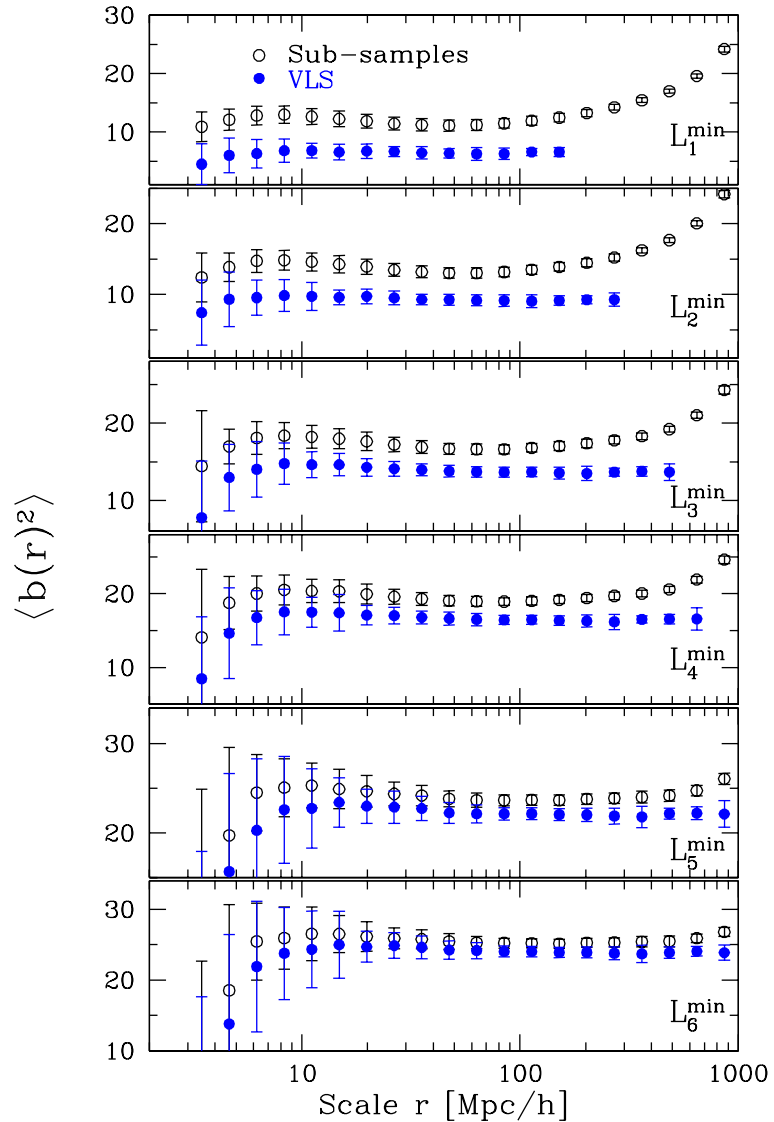 30
20
10
○ Sub-samples
● VLS
L₁ᵐⁱⁿ
20
10
L₂ᵐⁱⁿ
20
10
L₃ᵐⁱⁿ
⟨b(r)²⟩
20
10
L₄ᵐⁱⁿ
30
20
L₅ᵐⁱⁿ
30
20
10
L₆ᵐⁱⁿ
10 100 1000
Scale r [Mpc/h]